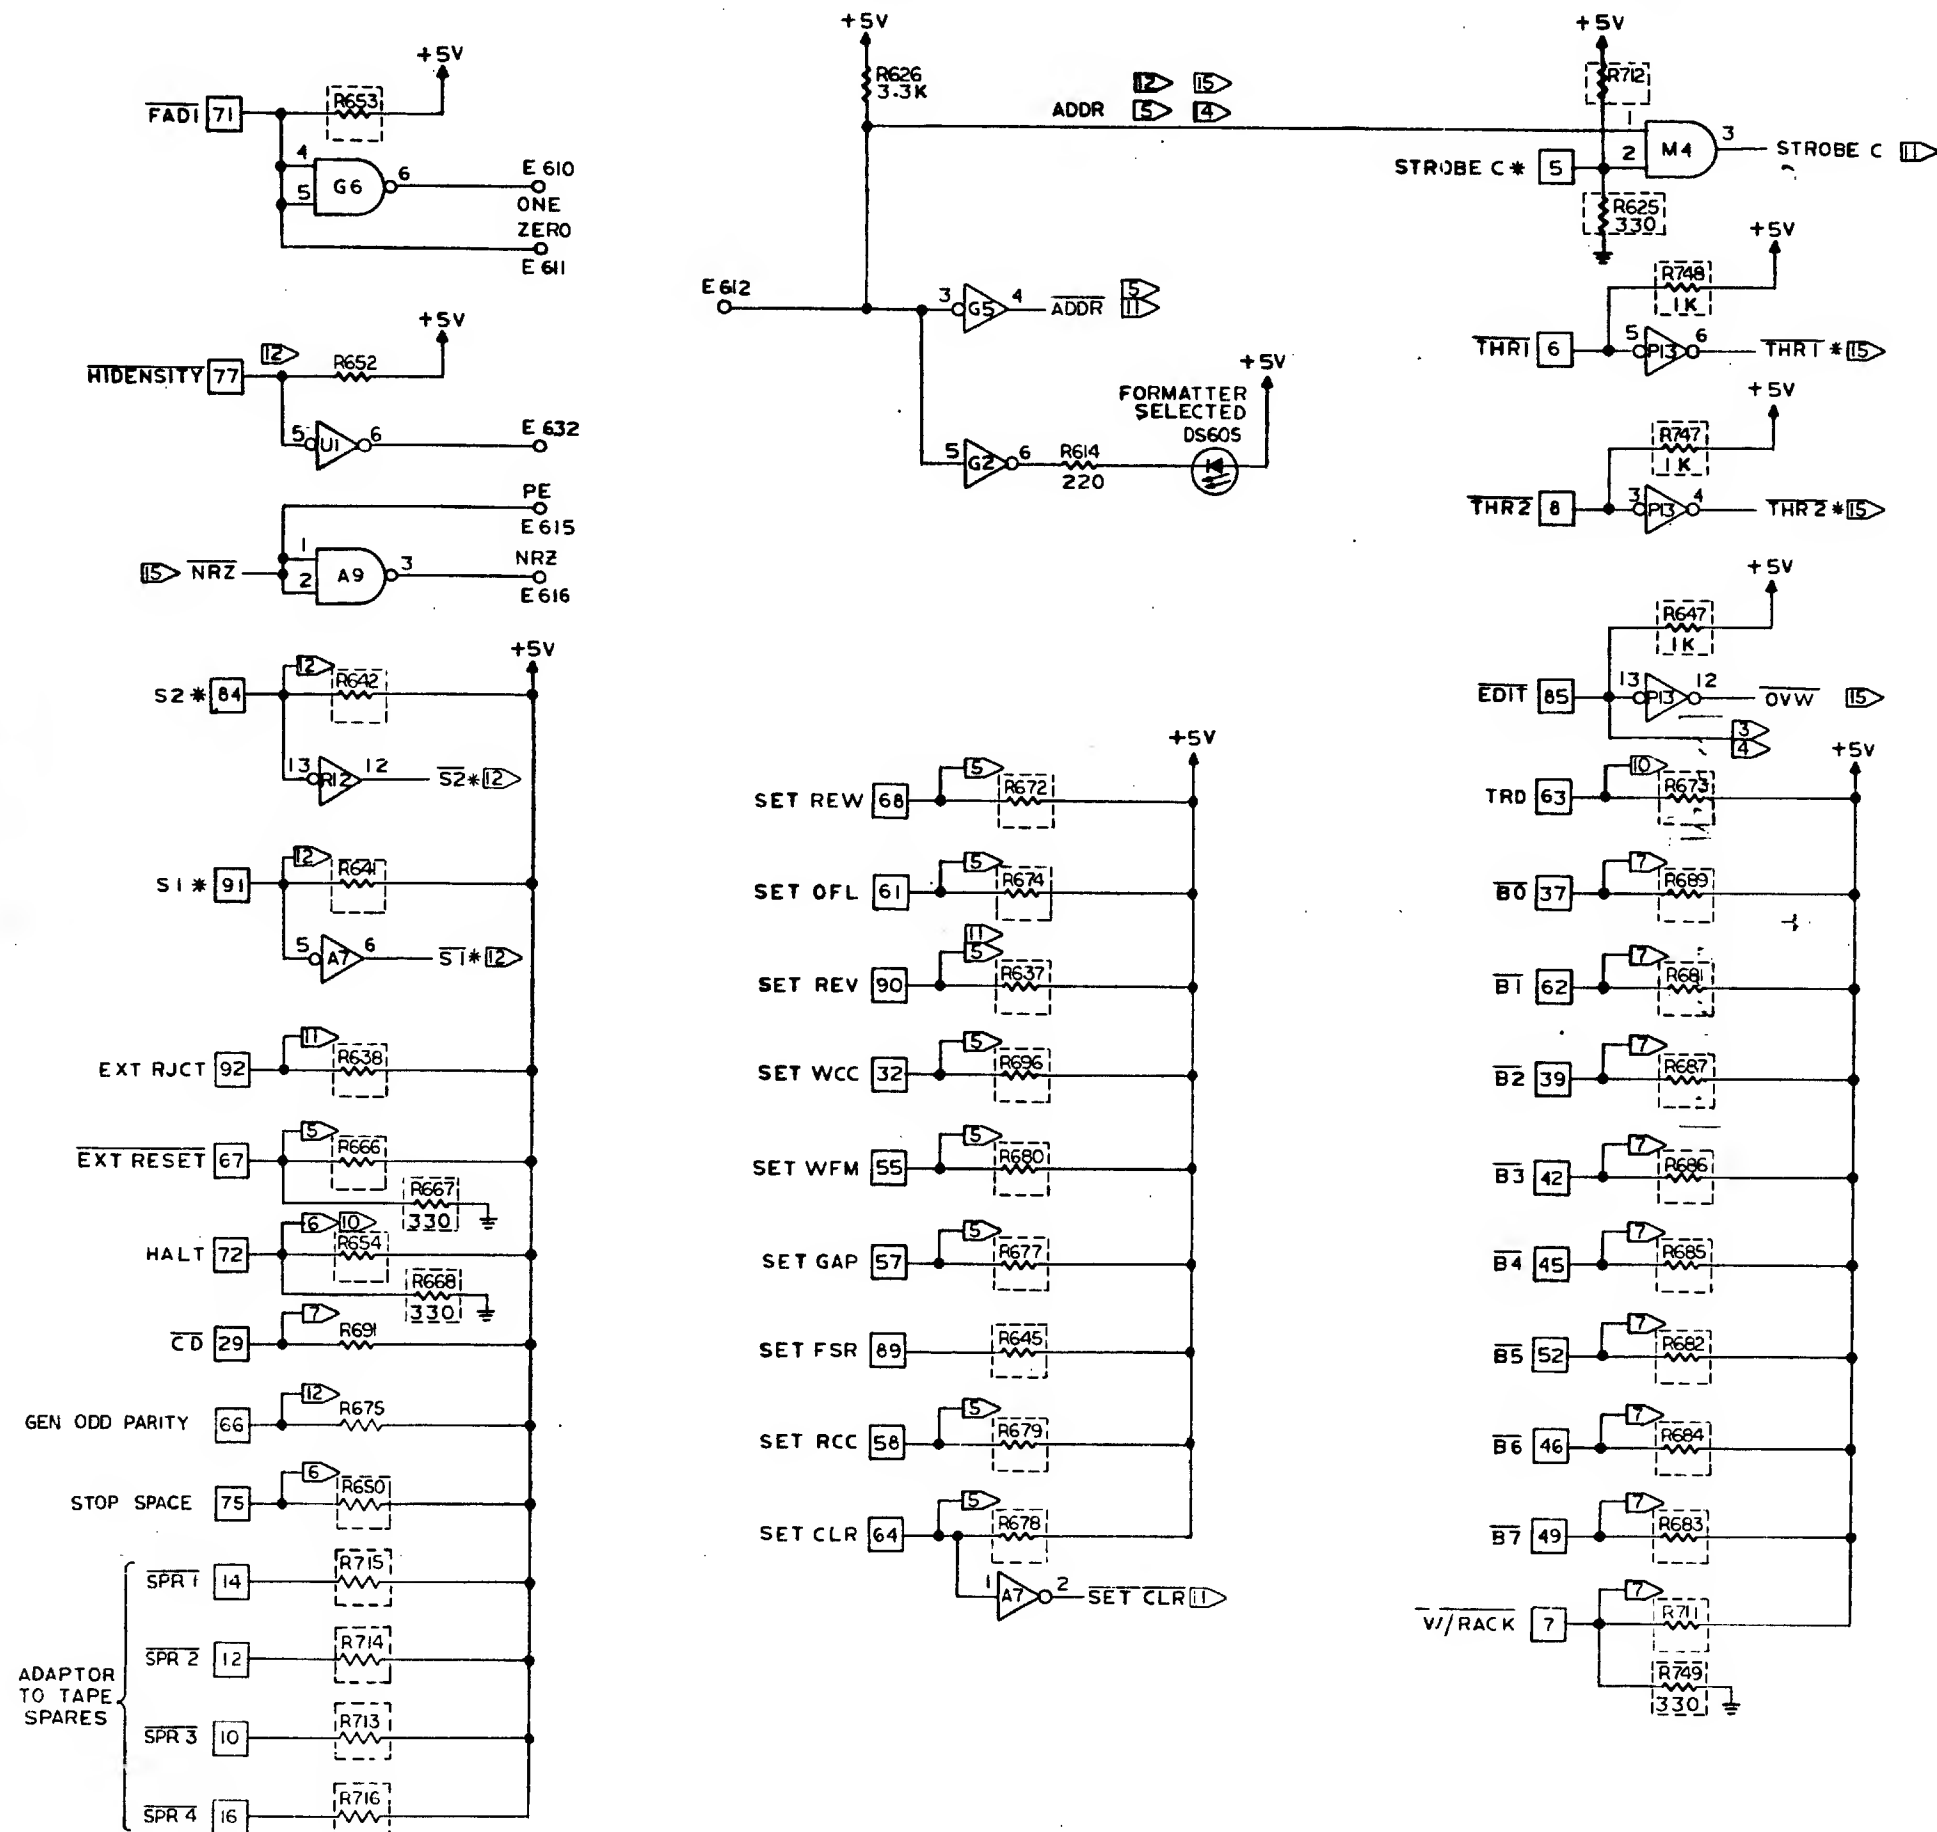 +5V
FAD1 71 R653
4 5 G6 6 E610
ONE
ZERO
E611
+5V
12
HIDENSITY 77 R652
5 U1 6 E632
PE
E615
15 NRZ 1 2 A9 3 NRZ
E616
+5V
12
S2* 84 R642
13 R12 12 S2* 12
12
S1* 91 R641
5 A7 6 S1* 12
11
EXT RJCT 92 R638
5
EXT RESET 67 R666
R667
330
6 10
HALT 72 R654
R668
330
7
CD 29 R691
12
GEN ODD PARITY 66 R675
6
STOP SPACE 75 R650
ADAPTOR
TO TAPE
SPARES
SPR 1 14 R715
SPR 2 12 R714
SPR 3 10 R713
SPR 4 16 R716
+5V
R626
3.3K
12 15
ADDR 5 4
E612
3 G5 4 ADDR 5
11
+5V
FORMATTER
SELECTED
DS605
5 G2 6 R614
220
+5V
5
SET REW 68 R672
5
SET OFL 61 R674
11
5
SET REV 90 R637
5
SET WCC 32 R696
5
SET WFM 55 R680
5
SET GAP 57 R677
SET FSR 89 R645
5
SET RCC 58 R679
5
SET CLR 64 R678
1 A7 2 SET CLR 11
+5V
R712
1
STROBE C* 5 2 M4 3 STROBE C 11
R625
330
+5V
R748
1K
THR1 6 5 P13 6 THR1* 15
+5V
R747
1K
THR2 8 3 P13 4 THR2* 15
+5V
R647
1K
EDIT 85 13 P13 12 OVW 15
3
4
+5V
10
TRD 63 R673
7
B0 37 R689
7
B1 62 R681
7
B2 39 R687
7
B3 42 R686
7
B4 45 R685
7
B5 52 R682
7
B6 46 R684
7
B7 49 R683
7
W/RACK 7 R711
R749
330